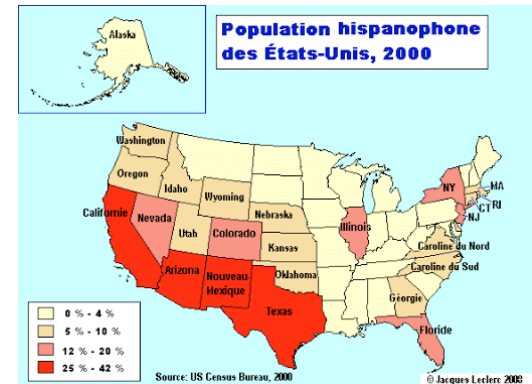 Alaska
Population hispanophone
des États-Unis, 2000
Washington
Oregon
Idaho
Wyoming
Californie
Nevada
Utah
Colorado
Nebraska
Kansas
Arizona
Nouveau-
Mexique
Oklahoma
Texas
Illinois
NY
MA
RI
CT
NJ
Caroline du Nord
Caroline du Sud
Géorgie
Floride
0 % - 4 %
5 % - 10 %
12 % - 20 %
25 % - 42 %
Source: US Census Bureau, 2000
© Jacques Leclerc 2008